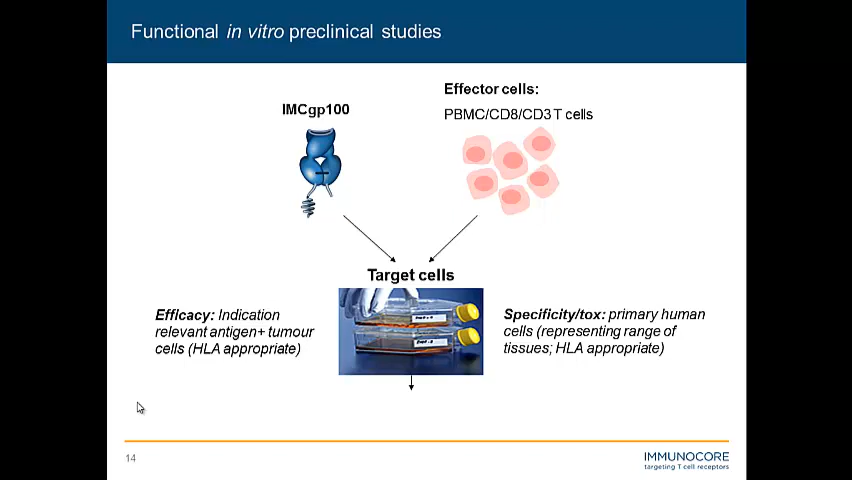 Functional in vitro preclinical studies
Effector cells:
IMCgp100
PBMC/CD8/CD3 T cells
Target cells
Efficacy: Indication
relevant antigen+ tumour
cells (HLA appropriate)
Specificity/tox: primary human
cells (representing range of
tissues; HLA appropriate)
14
IMMUNOCORE
targeting T cell receptors